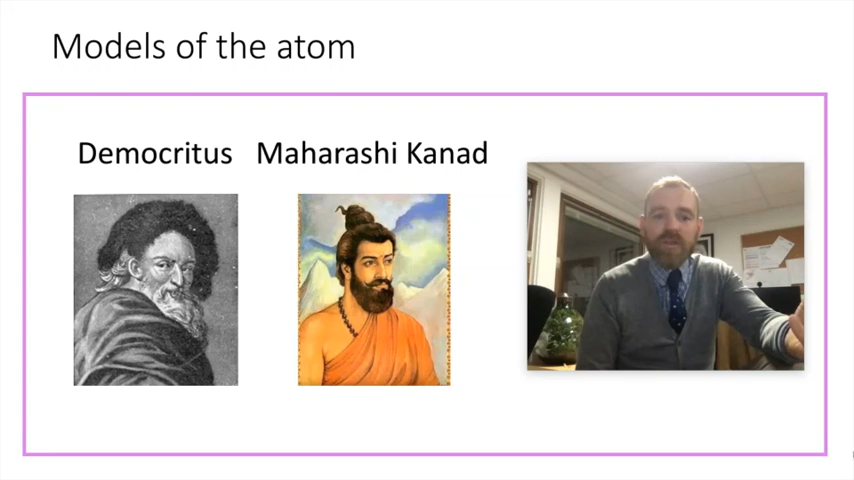 Models of the atom
Democritus
Maharashi Kanad